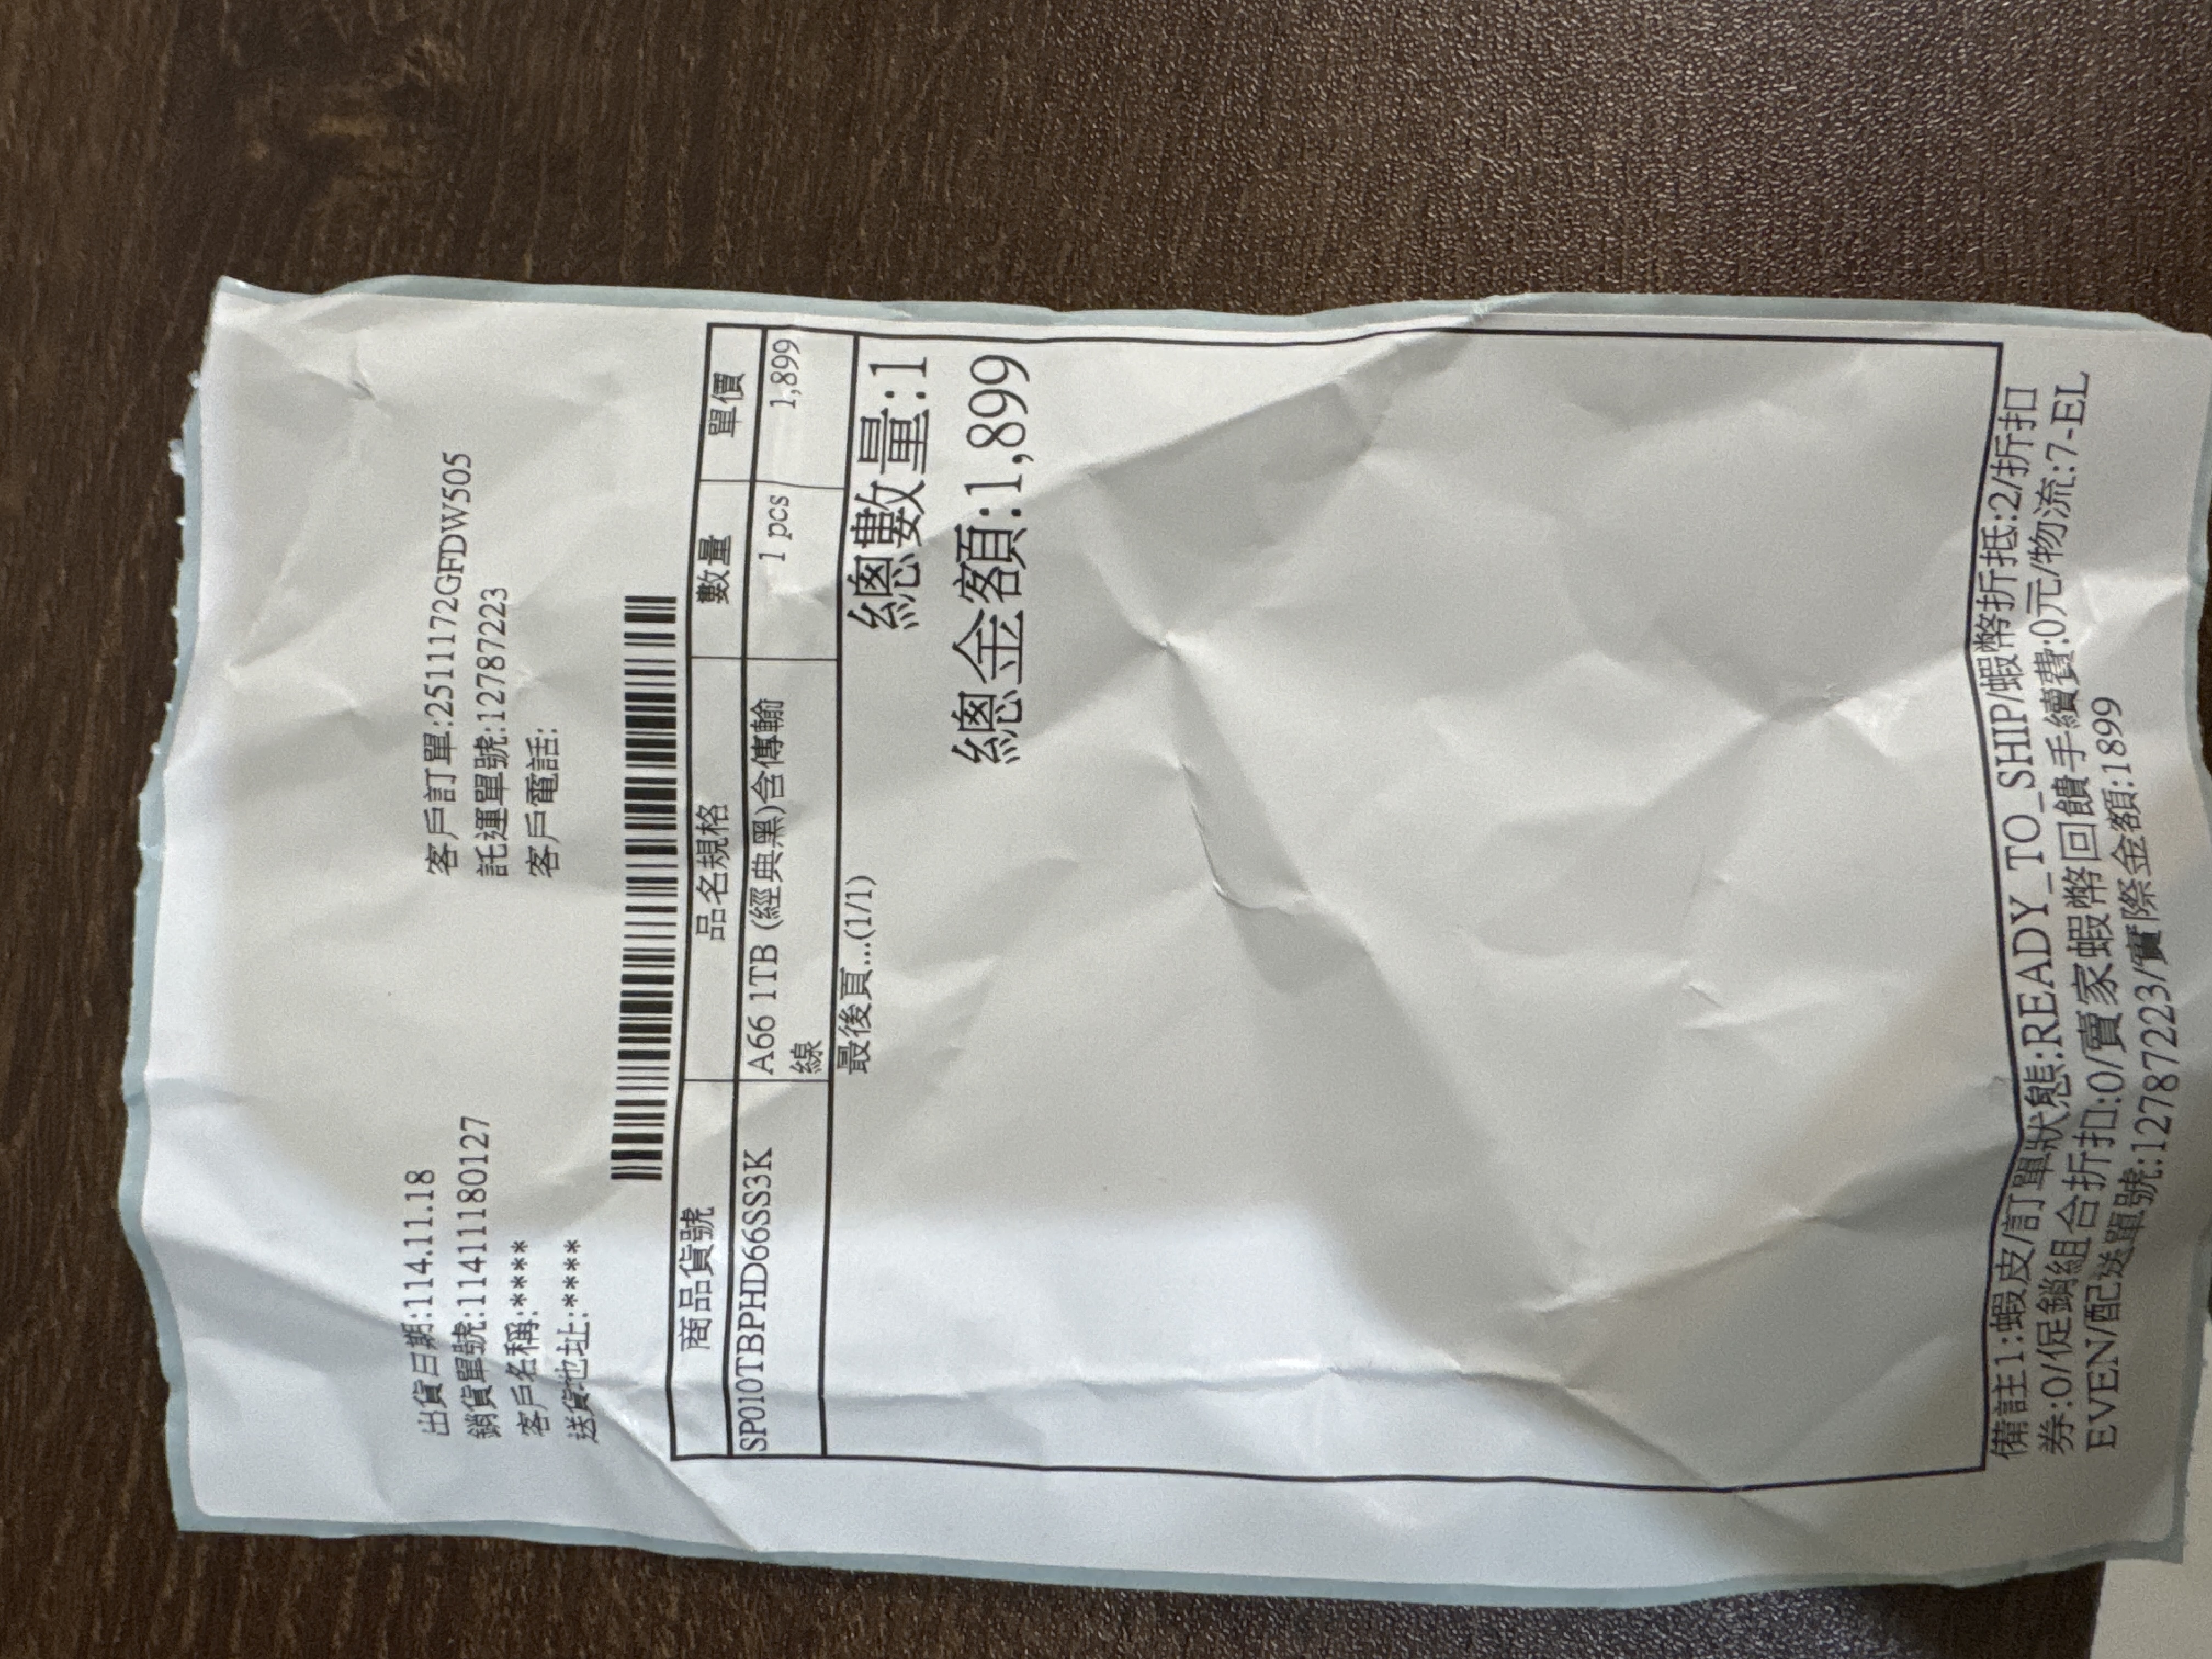 出貨日期:114.11.18
銷貨單號:11411180127
客戶名稱:****
送貨地址:****
客戶訂單:2511172GFDW505
託運單號:12787223
客戶電話:
商品貨號 品名規格 數量 單價
SP010TBPHD66SS3K A66 1TB (經典黑)含傳輸 1 pcs 1,899
線
最後頁...(1/1)
總數量:1
總金額:1,899
備註1:蝦皮/訂單狀態:READY_TO_SHIP/蝦幣折抵:2/折扣
券:0/促銷組合折扣:0/賣家蝦幣回饋手續費:0元/物流:7-EL
EVEN/配送單號:12787223/實際金額:1899